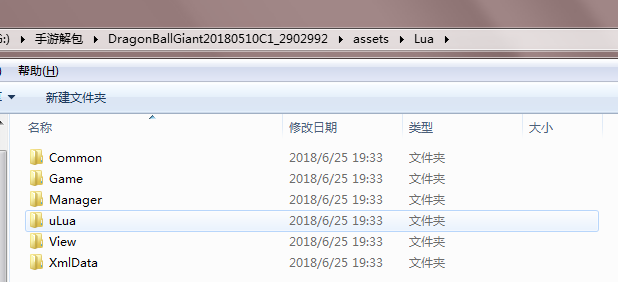 G:) ▸ 手游解包 ▸ DragonBallGiant20180510C1_2902992 ▸ assets ▸ Lua ▸
) 帮助(H)
新建文件夹
名称 修改日期 类型 大小
Common 2018/6/25 19:33 文件夹
Game 2018/6/25 19:33 文件夹
Manager 2018/6/25 19:33 文件夹
uLua 2018/6/25 19:33 文件夹
View 2018/6/25 19:33 文件夹
XmlData 2018/6/25 19:33 文件夹